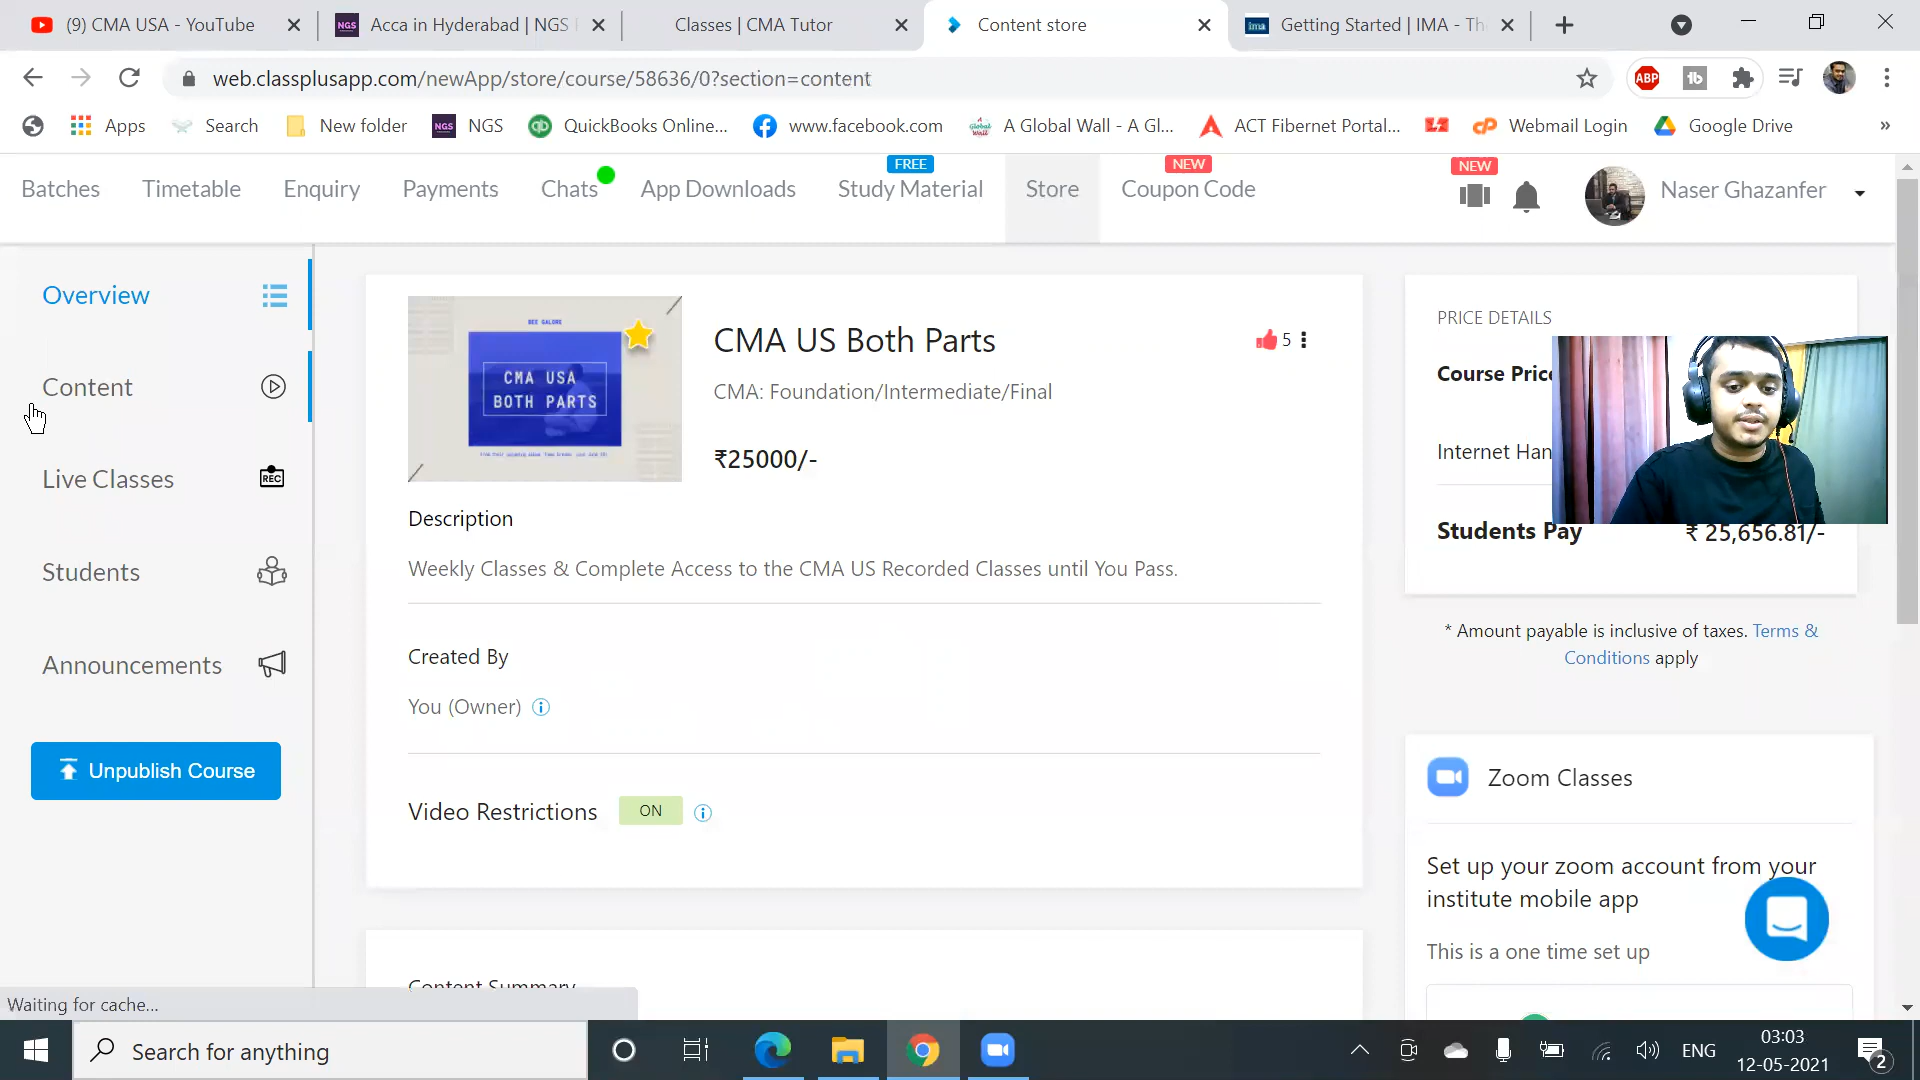 (9) CMA USA - YouTube
Acca in Hyderabad | NGS
Classes | CMA Tutor
Content store
Getting Started | IMA - Th
web.classplusapp.com/newApp/store/course/58636/0?section=content
ABP
Apps
Search
New folder
NGS
QuickBooks Online...
www.facebook.com
A Global Wall - A Gl...
ACT Fibernet Portal...
Webmail Login
Google Drive
»
Batches
Timetable
Enquiry
Payments
Chats
App Downloads
FREE
Study Material
Store
NEW
Coupon Code
NEW
Naser Ghazanfer
Overview
Content
Live Classes
REC
Students
Announcements
Unpublish Course
BEE GALORE
CMA USA
BOTH PARTS
CMA US Both Parts
5
CMA: Foundation/Intermediate/Final
₹25000/-
Description
Weekly Classes & Complete Access to the CMA US Recorded Classes until You Pass.
Created By
You (Owner)
Video Restrictions ON
Content Summary
PRICE DETAILS
Course Price
Internet Han
Students Pay ₹ 25,656.81/-
* Amount payable is inclusive of taxes. Terms &
Conditions apply
Zoom Classes
Set up your zoom account from your
institute mobile app
This is a one time set up
Waiting for cache...
Search for anything
ENG
03:03
12-05-2021
2